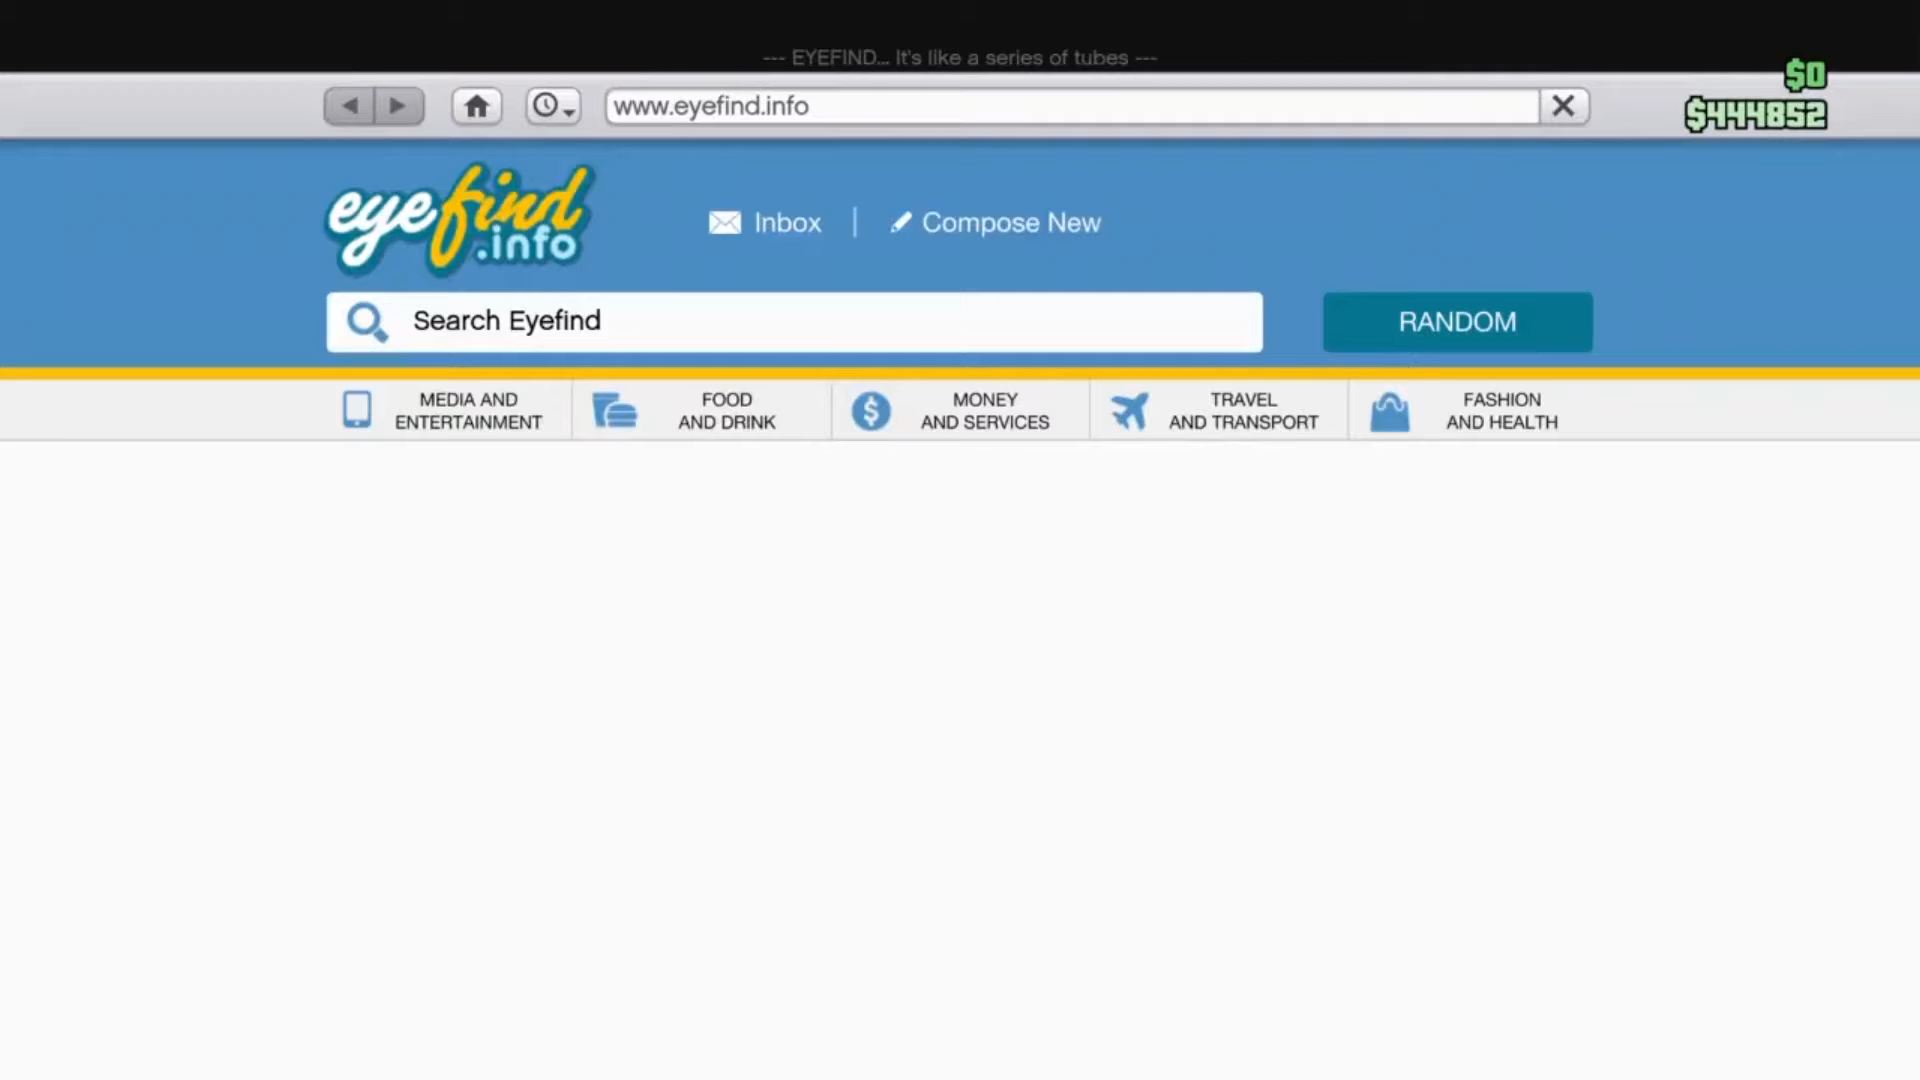 --- EYEFIND... It's like a series of tubes ---
$0
www.eyefind.info
$444852
eyefind.info
Inbox
Compose New
Search Eyefind
RANDOM
MEDIA AND ENTERTAINMENT
FOOD AND DRINK
MONEY AND SERVICES
TRAVEL AND TRANSPORT
FASHION AND HEALTH